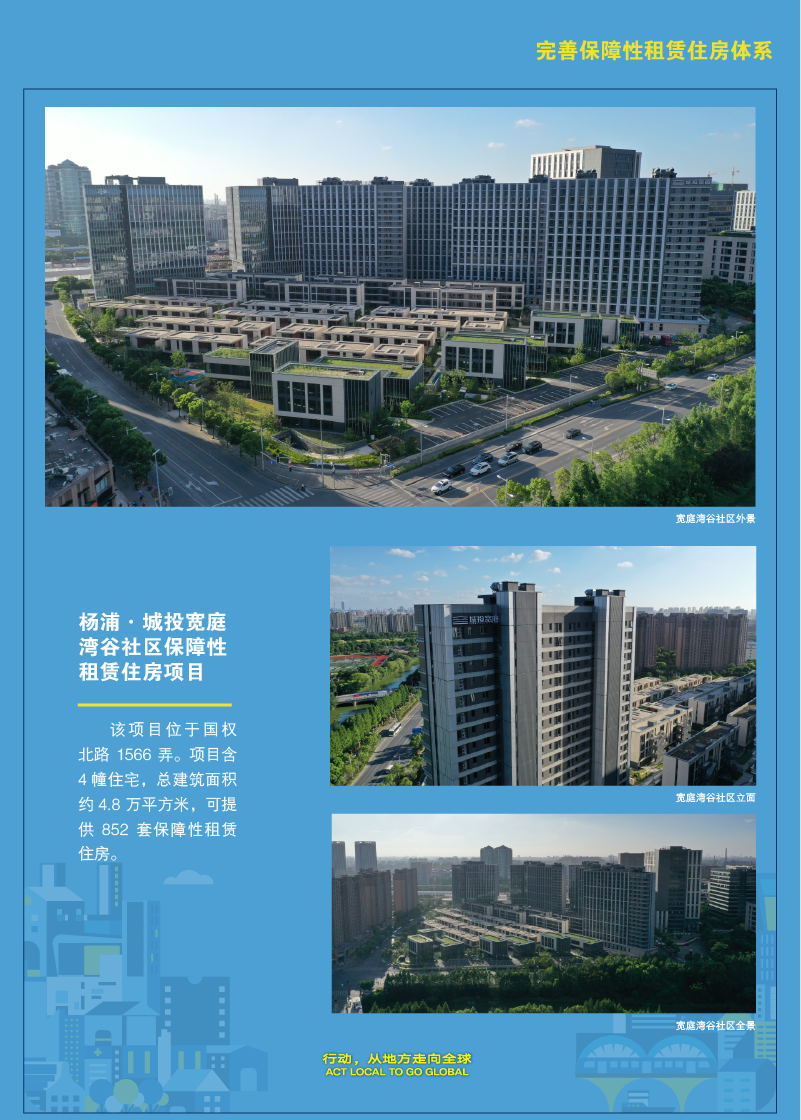 完善保障性租赁住房体系
宽庭湾谷社区外景
杨浦·城投宽庭
湾谷社区保障性
租赁住房项目
该项目位于国权
北路 1566 弄。项目含
4 幢住宅，总建筑面积
约 4.8 万平方米，可提
供 852 套保障性租赁
住房。
城投宽庭
宽庭湾谷社区立面
宽庭湾谷社区全景
行动，从地方走向全球
ACT LOCAL TO GO GLOBAL